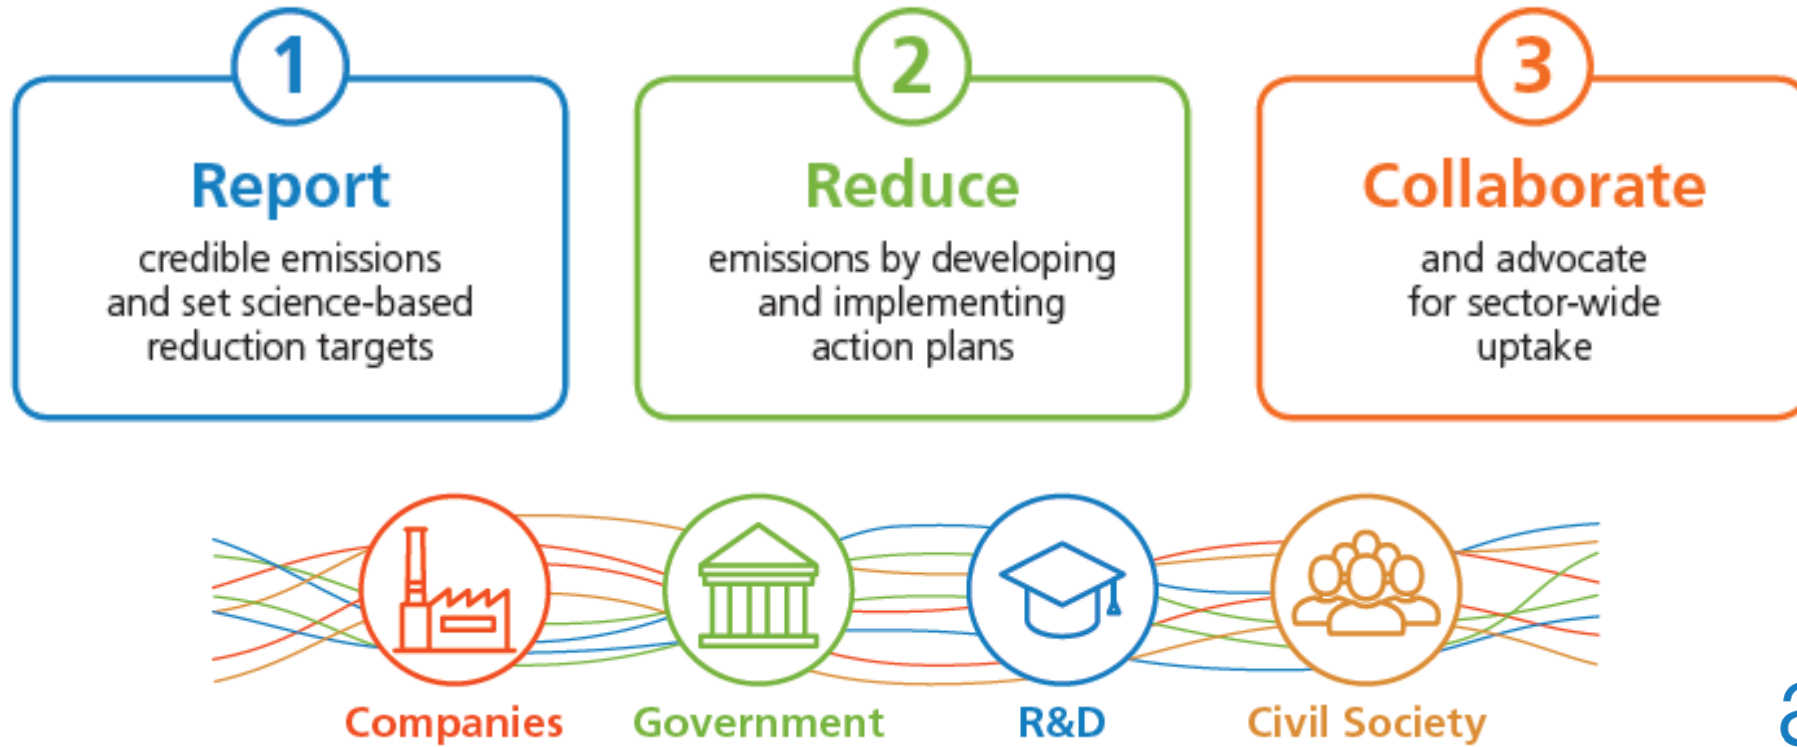 1
Report
credible emissions
and set science-based
reduction targets
2
Reduce
emissions by developing
and implementing
action plans
3
Collaborate
and advocate
for sector-wide
uptake
Companies
Government
R&D
Civil Society